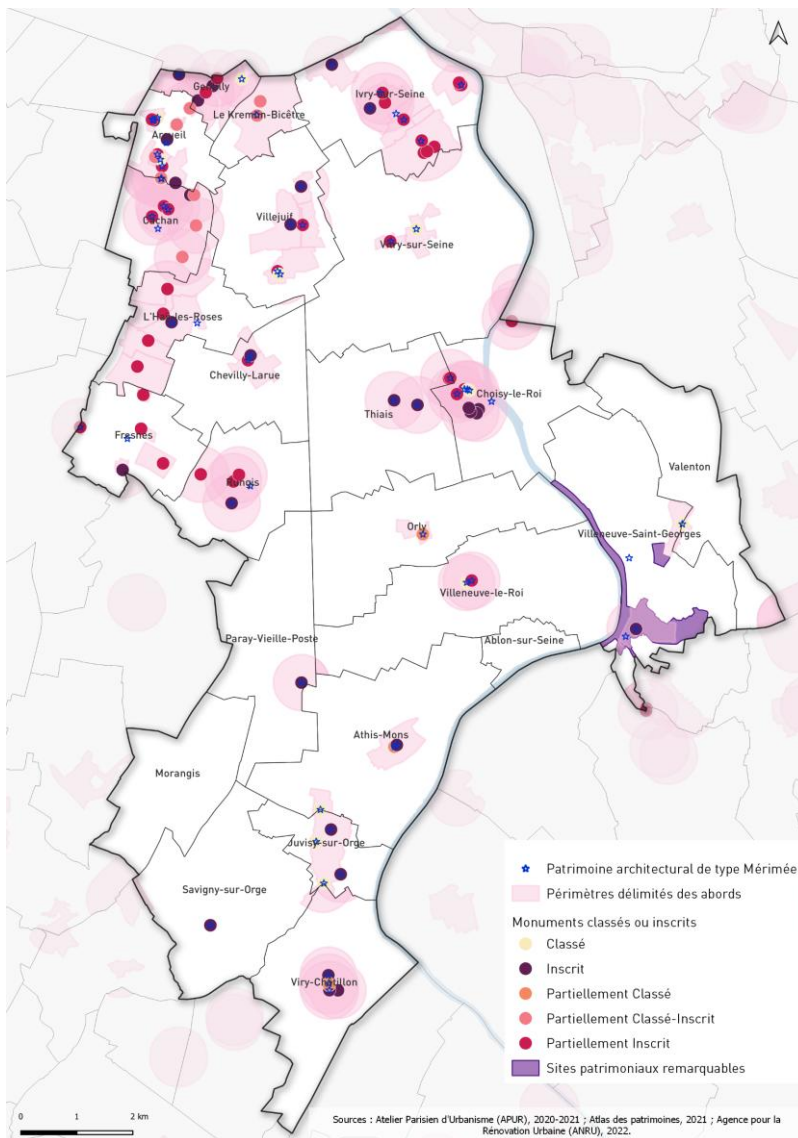 Gentilly
Ivry-sur-Seine
Le Kremlin-Bicêtre
Arcueil
Villejuif
Cachan
Vitry-sur-Seine
L'Haÿ-les-Roses
Chevilly-Larue
Choisy-le-Roi
Thiais
Fresnes
Valenton
Rungis
Orly
Villeneuve-Saint-Georges
Villeneuve-le-Roi
Paray-Vieille-Poste
Ablon-sur-Seine
Athis-Mons
Morangis
Juvisy-sur-Orge
Savigny-sur-Orge
Viry-Chatillon
Patrimoine architectural de type Mérimée
Périmètres délimités des abords
Monuments classés ou inscrits
Classé
Inscrit
Partiellement Classé
Partiellement Classé-Inscrit
Partiellement Inscrit
Sites patrimoniaux remarquables
0 1 2 km
Sources : Atelier Parisien d'Urbanisme (APUR), 2020-2021 ; Atlas des patrimoines, 2021 ; Agence pour la
Rénovation Urbaine (ANRU), 2022.